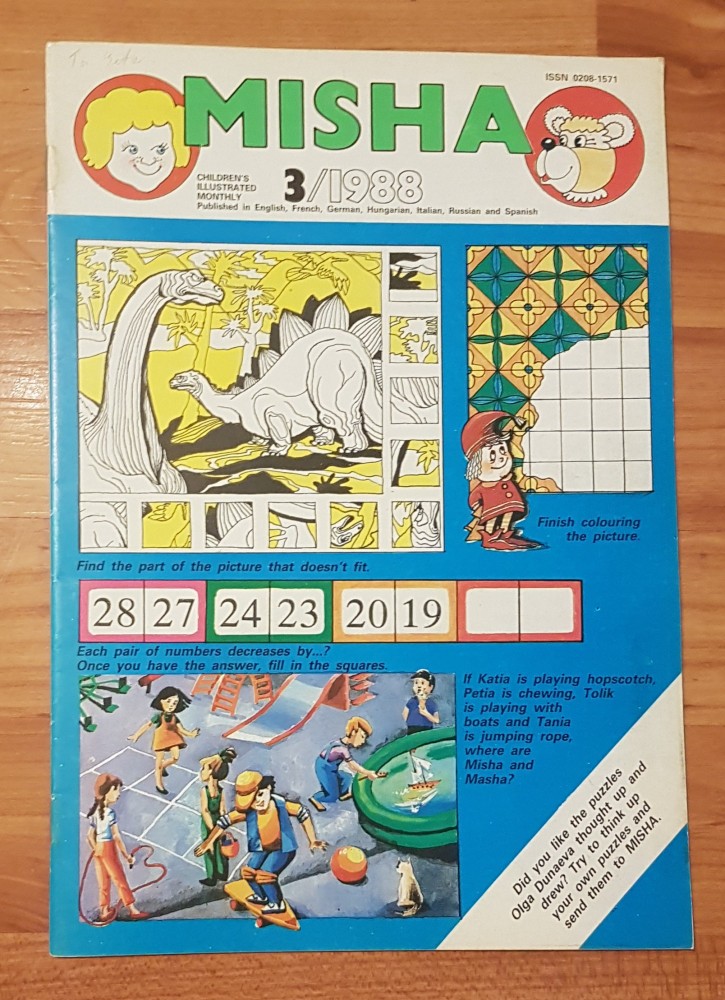 MISHA
ISSN 0208-1571
CHILDREN'S
ILLUSTRATED
MONTHLY
3/1988
Published in English, French, German, Hungarian, Italian, Russian and Spanish
Finish colouring
the picture.
Find the part of the picture that doesn't fit.
28 27 24 23 20 19
Each pair of numbers decreases by...?
Once you have the answer, fill in the squares.
If Katia is playing hopscotch,
Petia is chewing, Tolik
is playing with
boats and Tania
is jumping rope,
where are
Misha and
Masha?
Did you like the puzzles
Olga Dunaeva thought up and
drew? Try to think up
your own puzzles and
send them to MISHA.